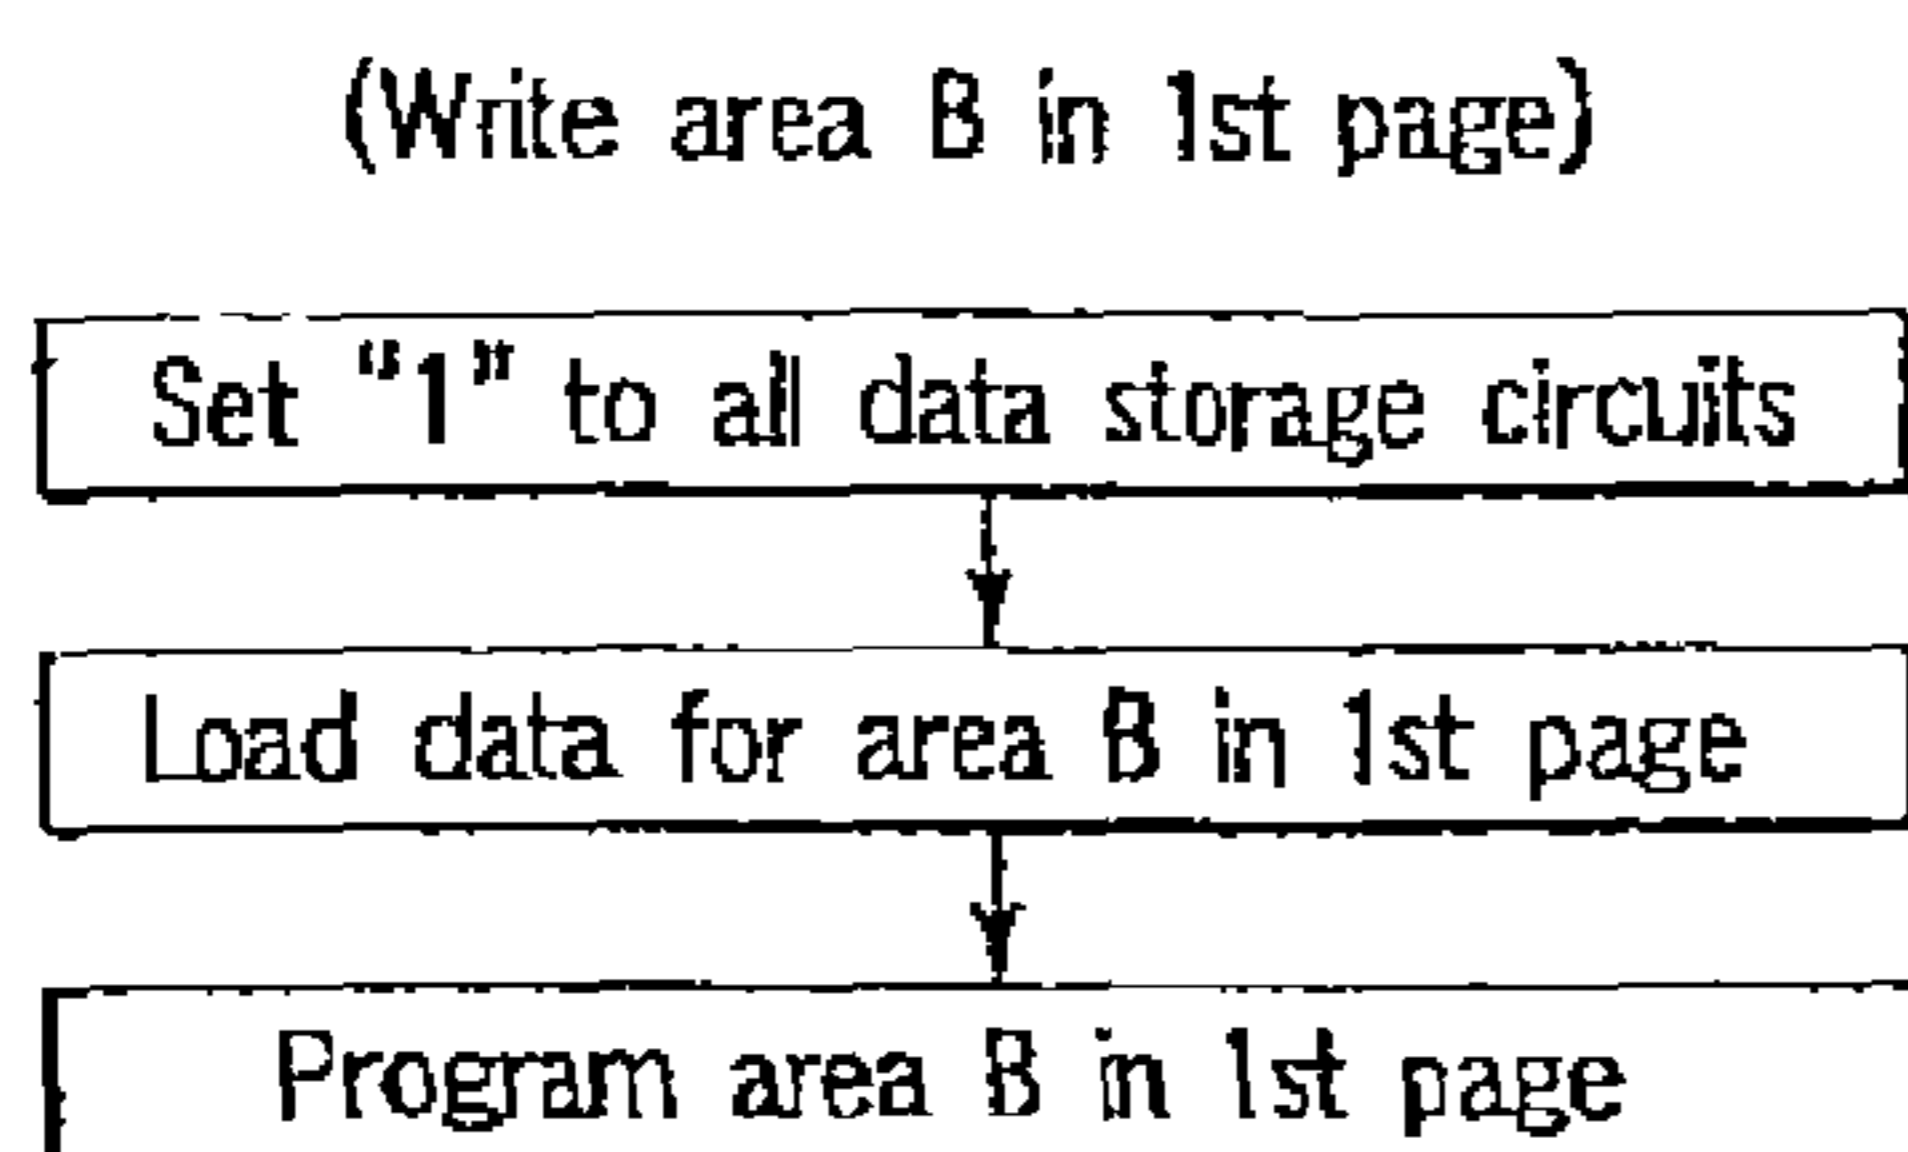 (Write area B in 1st page)
Set "1" to all data storage circuits
Load data for area B in 1st page
Program area B in 1st page